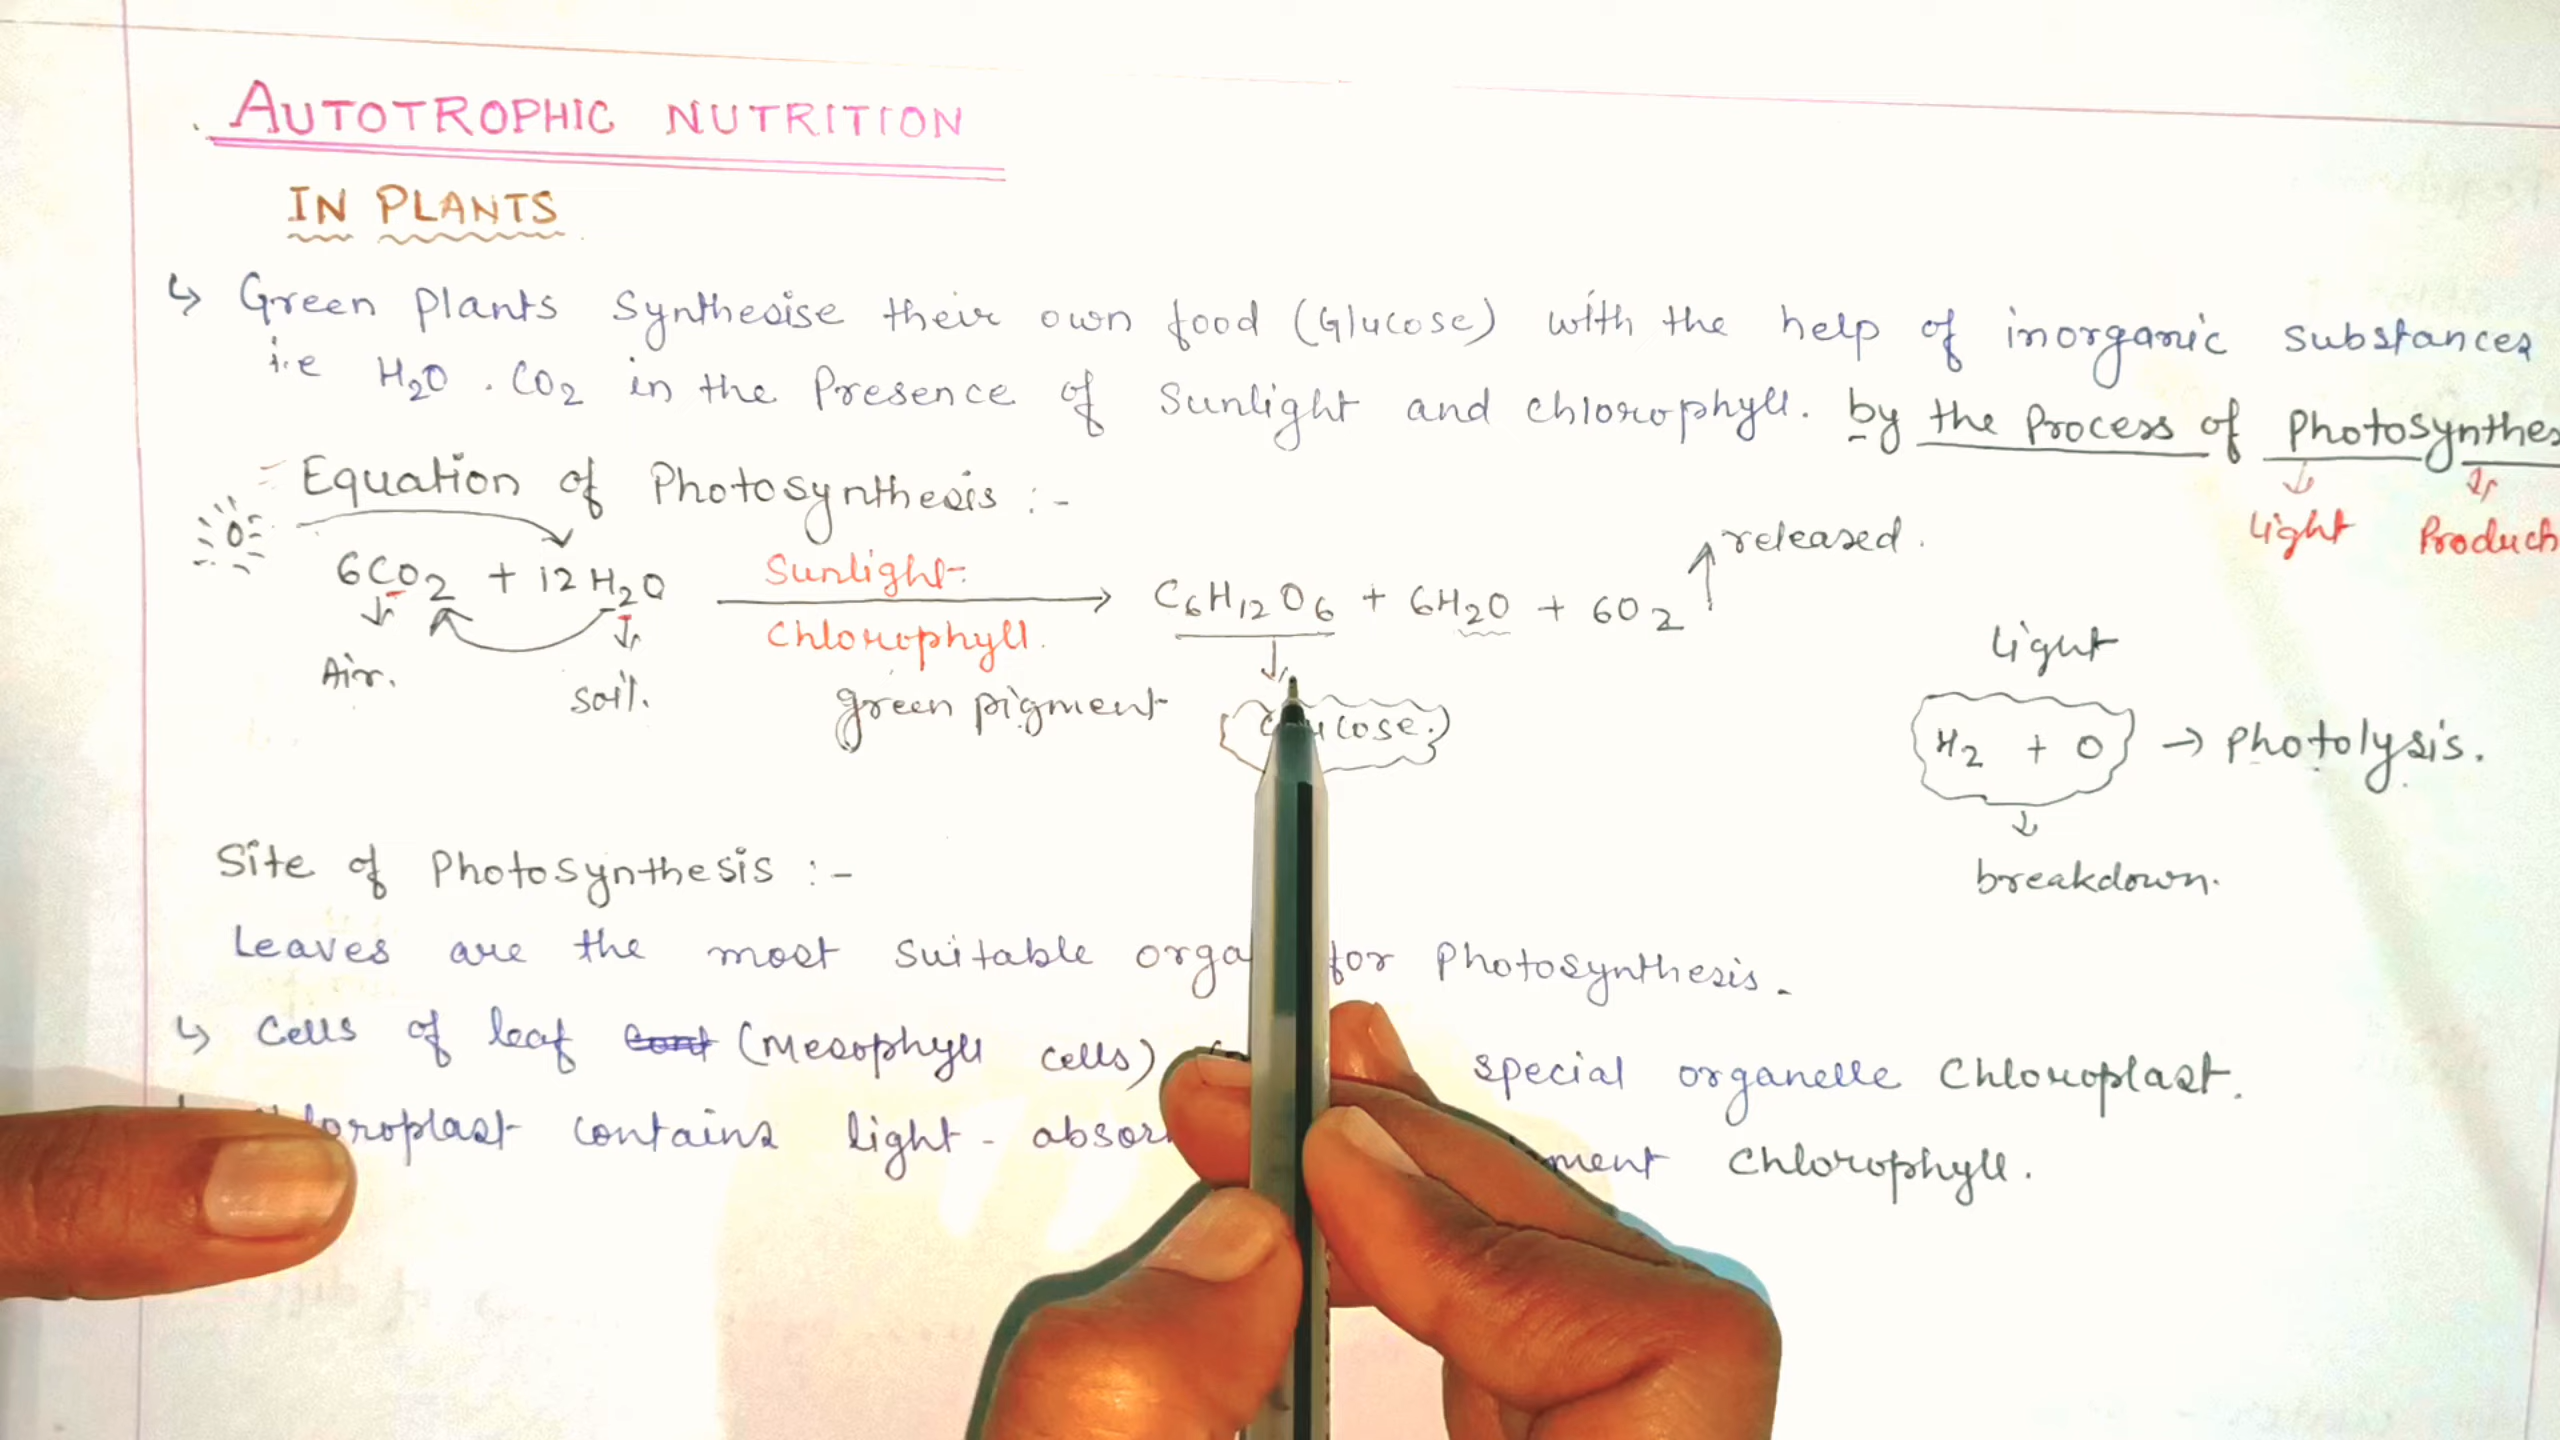 AUTOTROPHIC NUTRITION
IN PLANTS
↳ Green plants Synthesise their own food (Glucose) with the help of inorganic substances
i.e H₂O . CO₂ in the Presence of Sunlight and chlorophyll. by the Process of Photosynthes
Light Product
Equation of Photosynthesis :-
released.
6CO₂ + 12H₂O Sunlight Chlorophyll. → C₆H₁₂O₆ + 6H₂O + 6O₂ ↑
Air. Soil. green pigment
Light
H₂ + O → Photolysis.
breakdown.
Site of Photosynthesis :-
Leaves are the most suitable for Photosynthesis.
↳ Cells of leaf (Mesophyll cells) special organelle Chloroplast.
contains light - Chlorophyll.